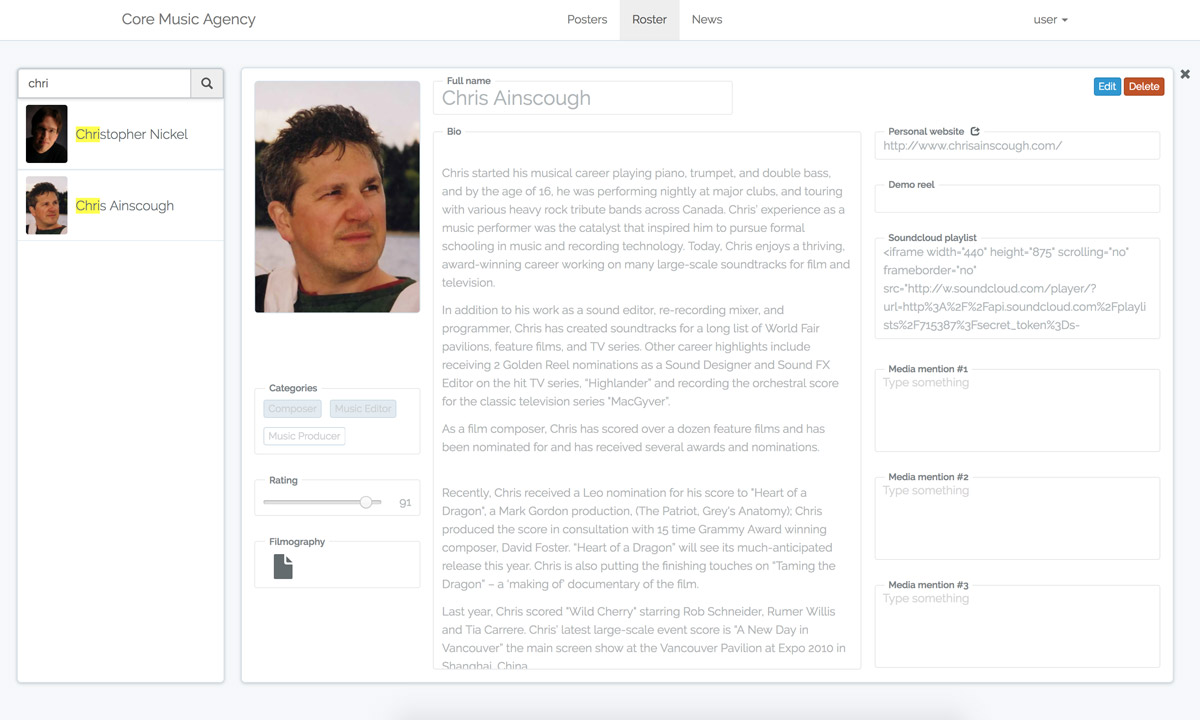 Core Music Agency
Posters
Roster
News
user
chri
Christopher Nickel
Chris Ainscough
Full name
Chris Ainscough
Edit
Delete
Categories
Composer
Music Editor
Music Producer
Rating
91
Filmography
Bio
Chris started his musical career playing piano, trumpet, and double bass,
and by the age of 16, he was performing nightly at major clubs, and touring
with various heavy rock tribute bands across Canada. Chris' experience as a
music performer was the catalyst that inspired him to pursue formal
schooling in music and recording technology. Today, Chris enjoys a thriving,
award-winning career working on many large-scale soundtracks for film and
television.
In addition to his work as a sound editor, re-recording mixer, and
programmer, Chris has created soundtracks for a long list of World Fair
pavilions, feature films, and TV series. Other career highlights include
receiving 2 Golden Reel nominations as a Sound Designer and Sound FX
Editor on the hit TV series, "Highlander" and recording the orchestral score
for the classic television series "MacGyver".
As a film composer, Chris has scored over a dozen feature films and has
been nominated for and has received several awards and nominations.
Recently, Chris received a Leo nomination for his score to "Heart of a
Dragon", a Mark Gordon production, (The Patriot, Grey's Anatomy); Chris
produced the score in consultation with 15 time Grammy Award winning
composer, David Foster. "Heart of a Dragon" will see its much-anticipated
release this year. Chris is also putting the finishing touches on "Taming the
Dragon" – a 'making of' documentary of the film.
Last year, Chris scored "Wild Cherry" starring Rob Schneider, Rumer Willis
and Tia Carrere. Chris' latest large-scale event score is "A New Day in
Vancouver" the main screen show at the Vancouver Pavilion at Expo 2010 in
Shanghai, China
Personal website
http://www.chrisainscough.com/
Demo reel
Soundcloud playlist
<iframe width="440" height="875" scrolling="no"
frameborder="no"
src="http://w.soundcloud.com/player/?
url=http%3A%2F%2Fapi.soundcloud.com%2Fplayli
sts%2F715387%3Fsecret_token%3Ds-
Media mention #1
Type something
Media mention #2
Type something
Media mention #3
Type something